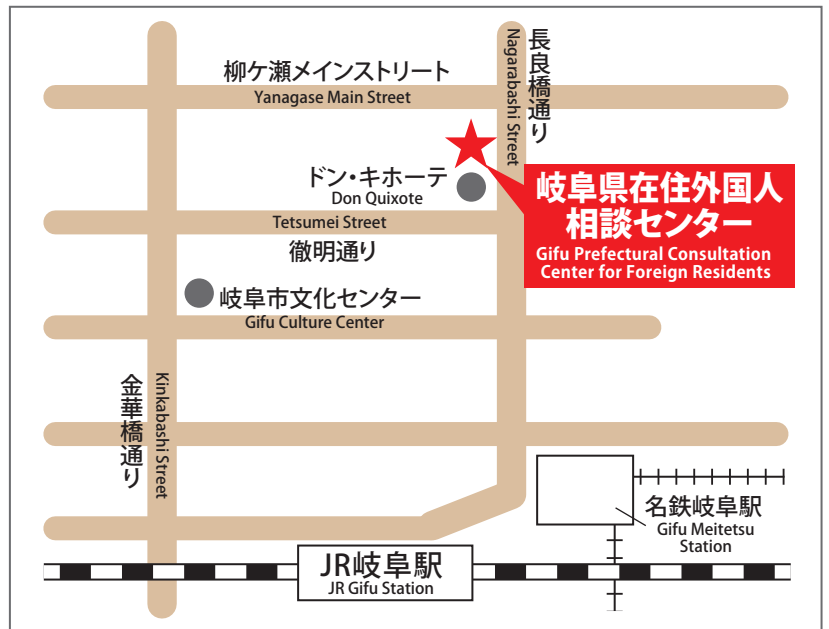 柳ケ瀬メインストリート
Yanagase Main Street
長良橋通り
Nagarabashi Street
ドン・キホーテ
Don Quixote
岐阜県在住外国人
相談センター
Gifu Prefectural Consultation
Center for Foreign Residents
Tetsumei Street
徹明通り
岐阜市文化センター
Gifu Culture Center
金華橋通り
Kinkabashi Street
名鉄岐阜駅
Gifu Meitetsu
Station
JR岐阜駅
JR Gifu Station